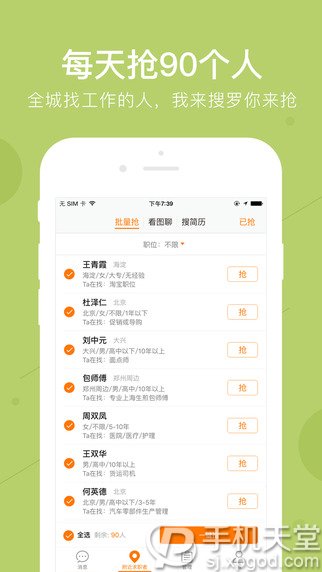 每天抢90个人
全城找工作的人，我来搜罗你来抢
无 SIM 卡 下午7:39
批量抢 看图聊 搜简历 已抢
职位：不限
王青霞 海淀
海淀/女/大专/无经验
Ta在找：淘宝职位
抢
杜泽仁 北京
北京/女/不限/1年以下
Ta在找：促销或导购
抢
刘中元 大兴
大兴/男/高中以下/10年以上
Ta在找：面点师
抢
包师傅 郑州周边
郑州周边/男/高中以下/10年以上
Ta在找：专业上海生煎包师傅
抢
周双凤
女/不限/5-10年
Ta在找：医院/医疗/护理
抢
王双华
男/高中/10年以上
Ta在找：货运司机
抢
何英德 北京
北京/男/高中以下/3-5年
Ta在找：汽车零部件生产管理
抢
全选 剩余: 90人
消息 附近求职者 管理
手机天堂
sj.xpgod.com